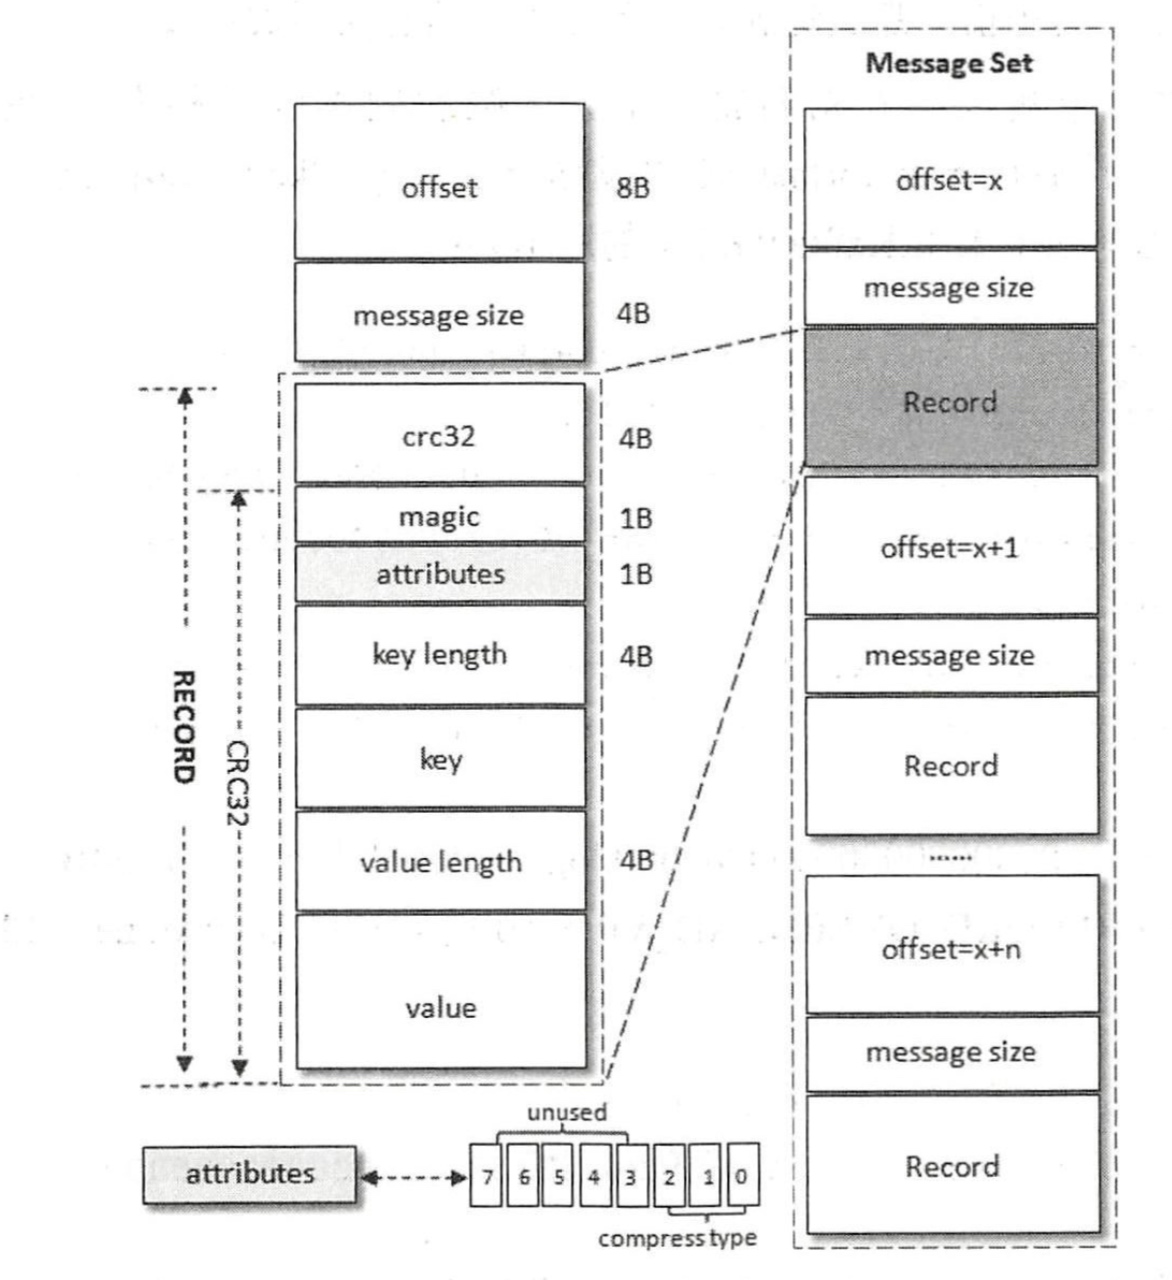 offset
8B
message size
4B
crc32
4B
magic
1B
attributes
1B
key length
4B
key
value length
4B
value
RECORD
CRC32
Message Set
offset=x
message size
Record
offset=x+1
message size
Record
......
offset=x+n
message size
Record
unused
attributes
7 6 5 4 3 2 1 0
compress type